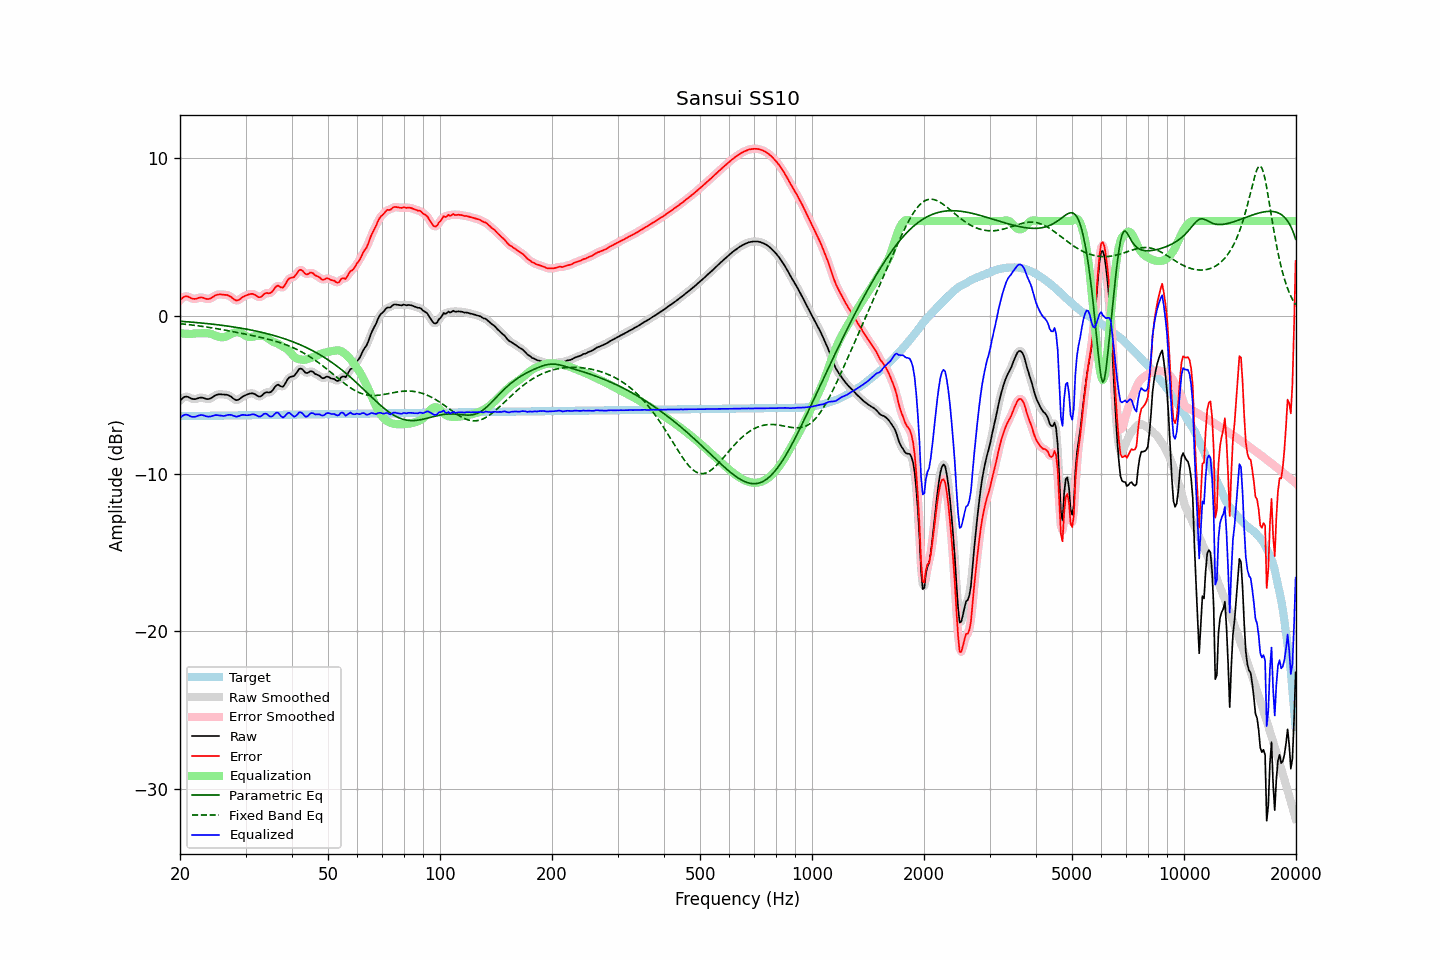 Sansui SS10
Amplitude (dBr)
10
0
−10
−20
−30
Target
Raw Smoothed
Error Smoothed
Raw
Error
Equalization
Parametric Eq
Fixed Band Eq
Equalized
20 50 100 200 500 1000 2000 5000 10000 20000
Frequency (Hz)